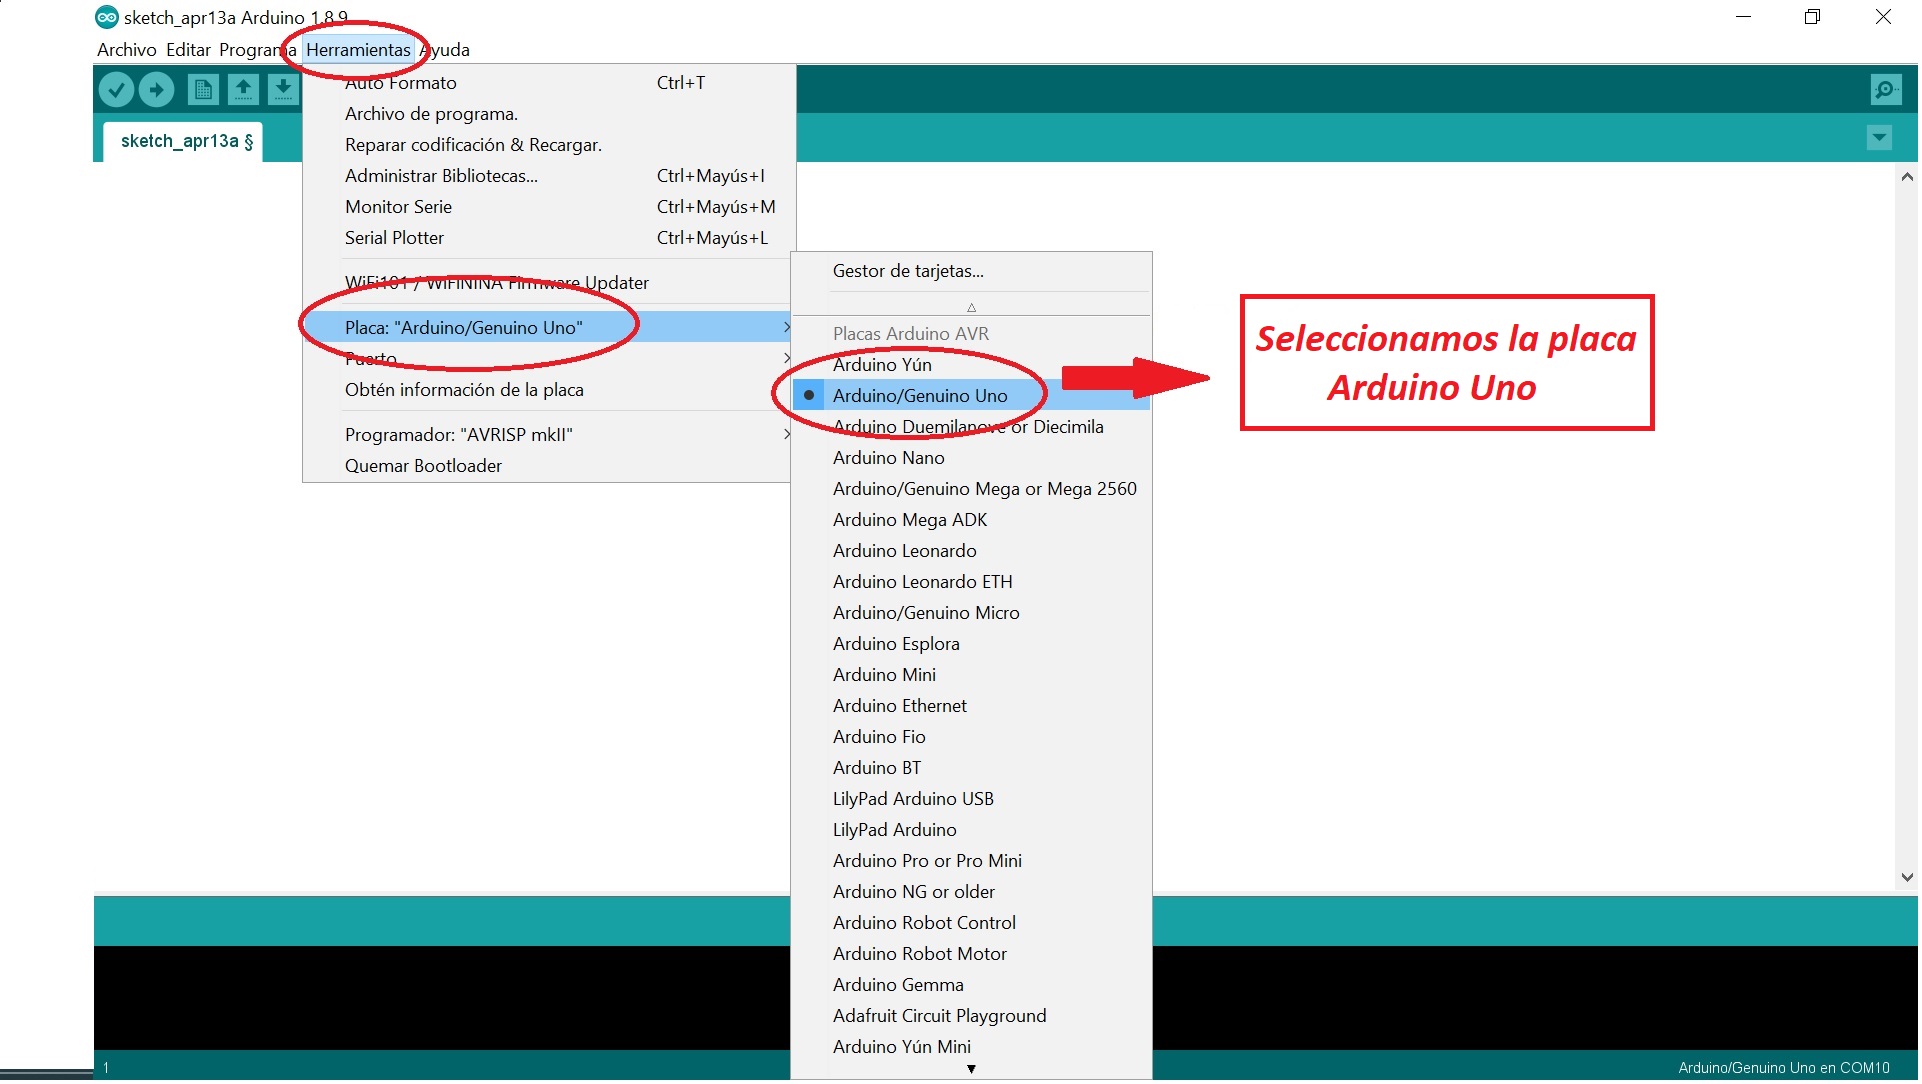 sketch_apr13a Arduino 1.8.9
Archivo Editar Programa Herramientas Ayuda
Auto Formato Ctrl+T
Archivo de programa.
sketch_apr13a §
Reparar codificación & Recargar.
Administrar Bibliotecas... Ctrl+Mayús+I
Monitor Serie Ctrl+Mayús+M
Serial Plotter Ctrl+Mayús+L
WiFi101 / WiFiNINA Firmware Updater
Placa: "Arduino/Genuino Uno"
Puerto
Obtén información de la placa
Programador: "AVRISP mkII"
Quemar Bootloader
Gestor de tarjetas...
Placas Arduino AVR
Arduino Yún
Arduino/Genuino Uno
Arduino Duemilanove or Diecimila
Arduino Nano
Arduino/Genuino Mega or Mega 2560
Arduino Mega ADK
Arduino Leonardo
Arduino Leonardo ETH
Arduino/Genuino Micro
Arduino Esplora
Arduino Mini
Arduino Ethernet
Arduino Fio
Arduino BT
LilyPad Arduino USB
LilyPad Arduino
Arduino Pro or Pro Mini
Arduino NG or older
Arduino Robot Control
Arduino Robot Motor
Arduino Gemma
Adafruit Circuit Playground
Arduino Yún Mini
Seleccionamos la placa
Arduino Uno
1
Arduino/Genuino Uno en COM10